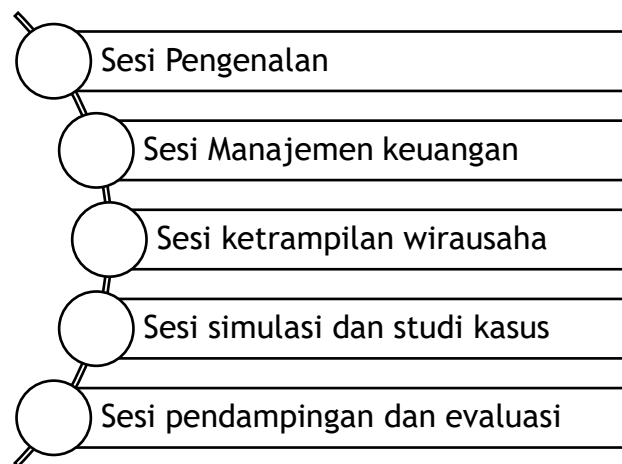 Sesi Pengenalan
Sesi Manajemen keuangan
Sesi ketrampilan wirausaha
Sesi simulasi dan studi kasus
Sesi pendampingan dan evaluasi